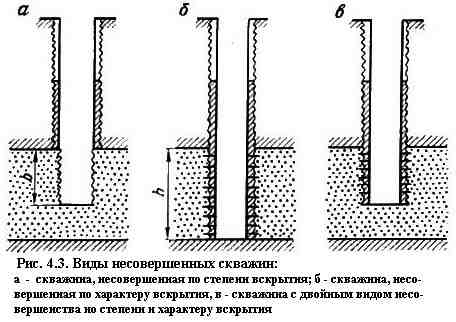 а
б
в
b
h
Рис. 4.3. Виды несовершенных скважин:
а - скважина, несовершенная по степени вскрытия; б - скважина, несо-
вершенная по характеру вскрытия, в - скважина с двойным видом несо-
вершенства но степени и характеру вскрытия